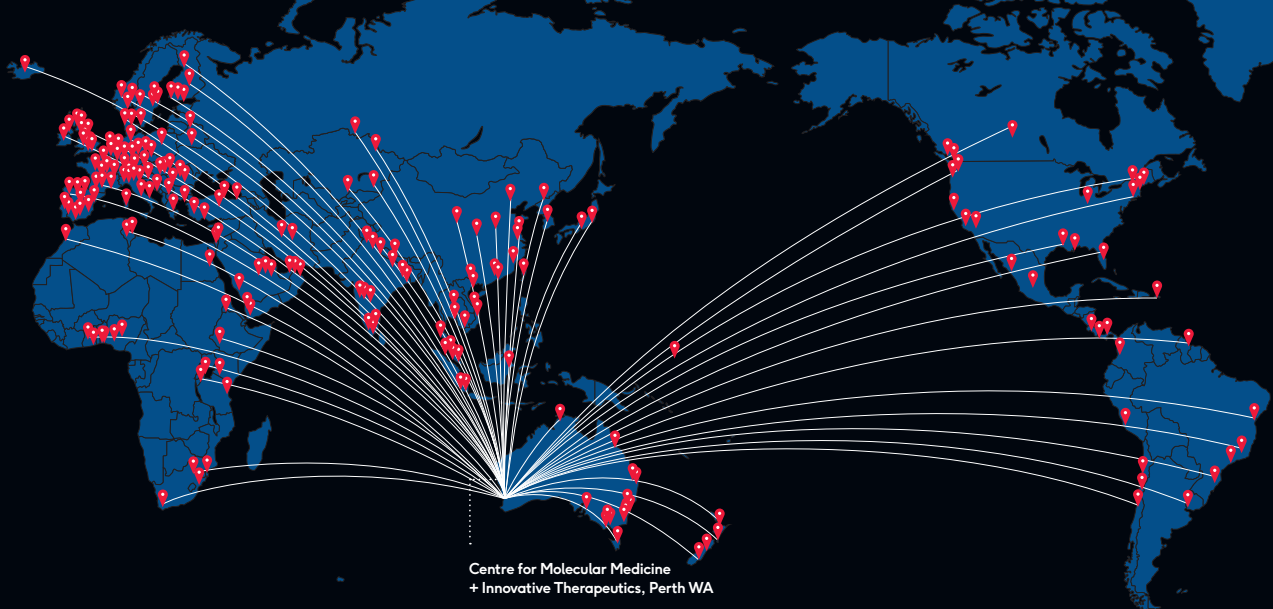 Centre for Molecular Medicine
+ Innovative Therapeutics, Perth WA